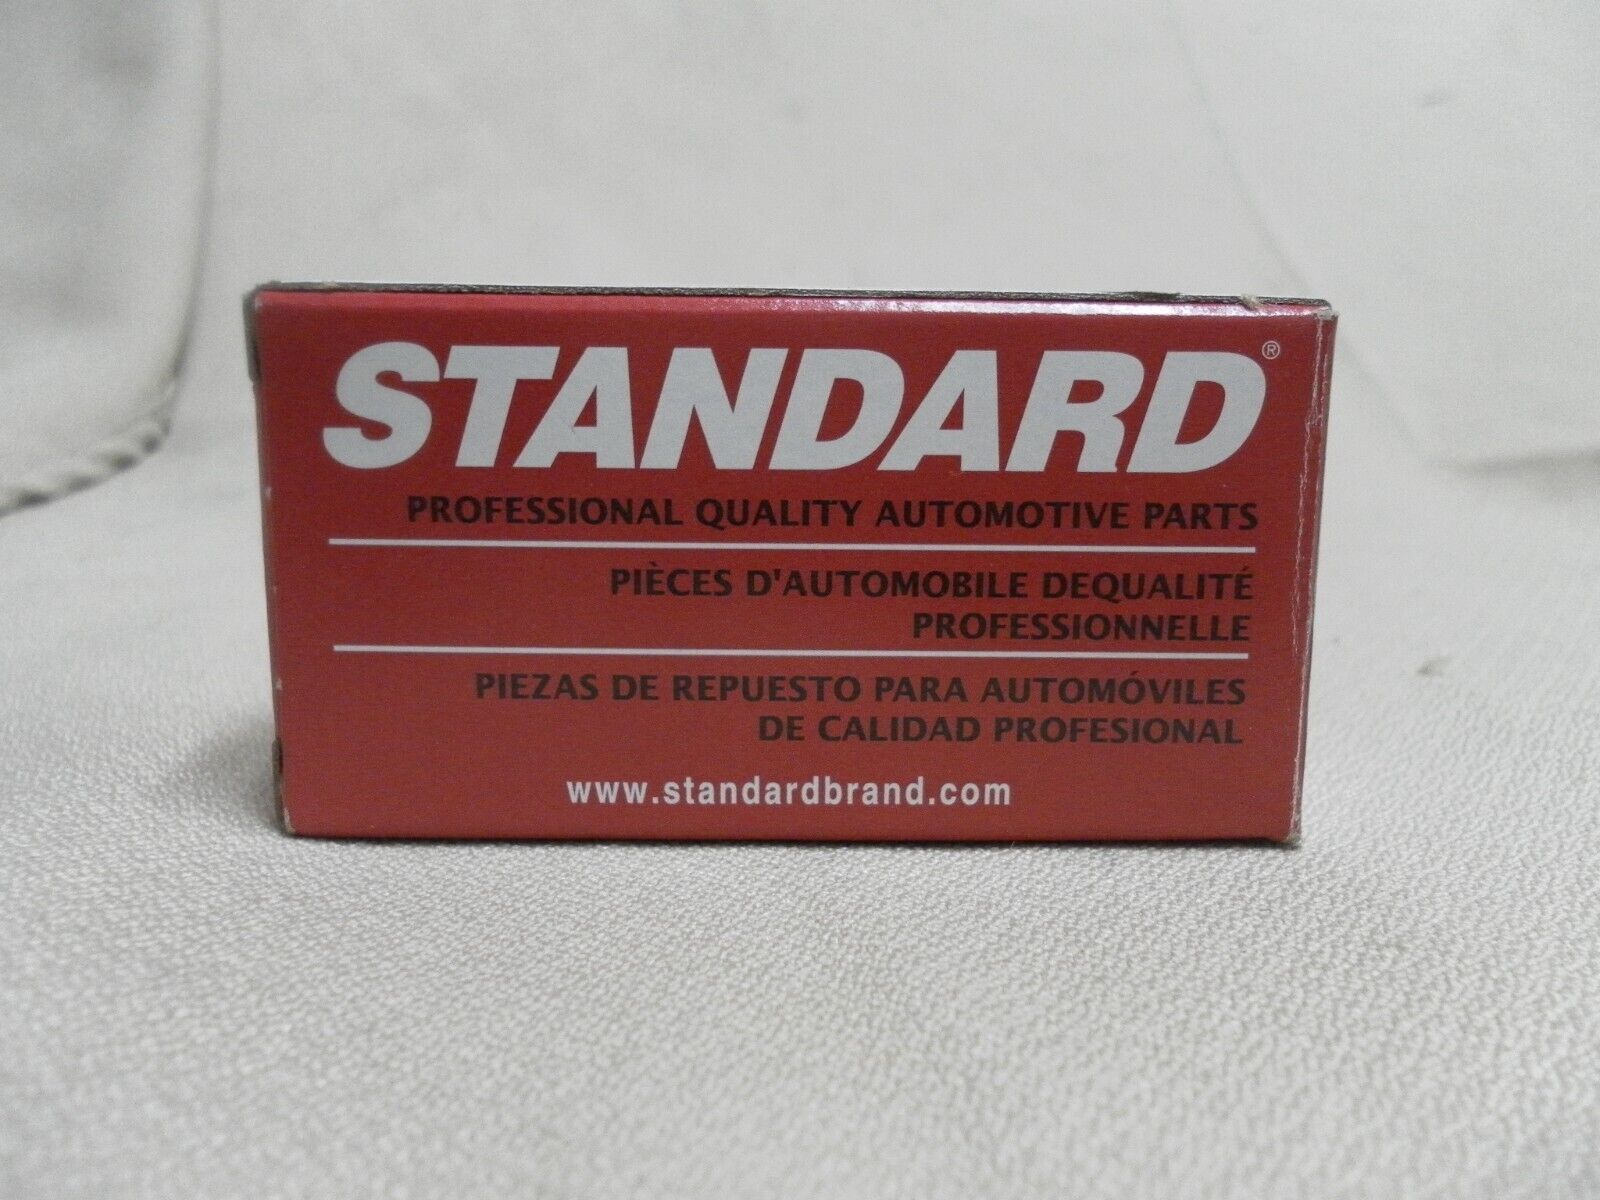 STANDARD®
PROFESSIONAL QUALITY AUTOMOTIVE PARTS
PIÈCES D'AUTOMOBILE DEQUALITÉ
PROFESSIONNELLE
PIEZAS DE REPUESTO PARA AUTOMÓVILES
DE CALIDAD PROFESIONAL
www.standardbrand.com